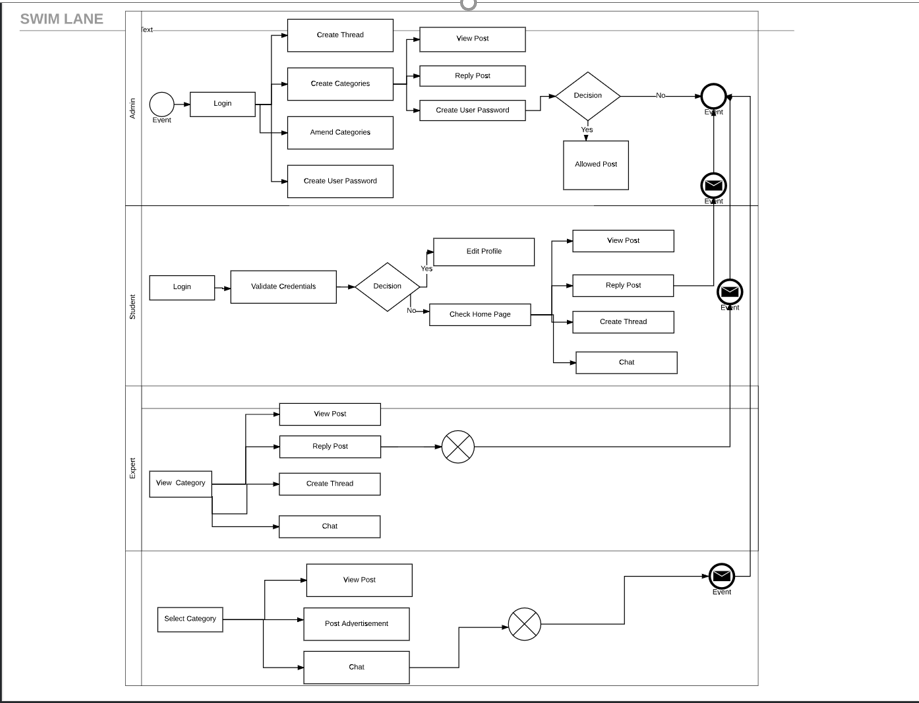 SWIM LANE
Text
Admin
Event
Login
Create Thread
Create Categories
Amend Categories
Create User Password
View Post
Reply Post
Create User Password
Decision
No
Yes
Allowed Post
Event
Event
Student
Login
Validate Credentials
Decision
Yes
No
Edit Profile
Check Home Page
View Post
Reply Post
Create Thread
Chat
Event
Expert
View Category
View Post
Reply Post
Create Thread
Chat
Select Category
View Post
Post Advertisement
Chat
Event